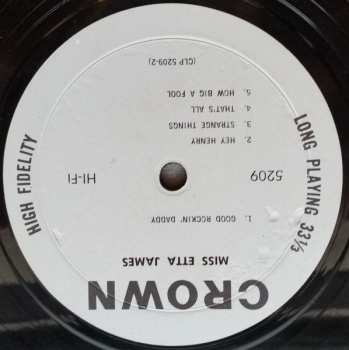 CROWN
MISS ETTA JAMES
LONG PLAYING 33⅓
HIGH FIDELITY
1. GOOD ROCKIN' DADDY
5209
HI-FI
2. HEY HENRY
3. STRANGE THINGS
4. THAT'S ALL
5. HOW BIG A FOOL
(CLP 5209-2)